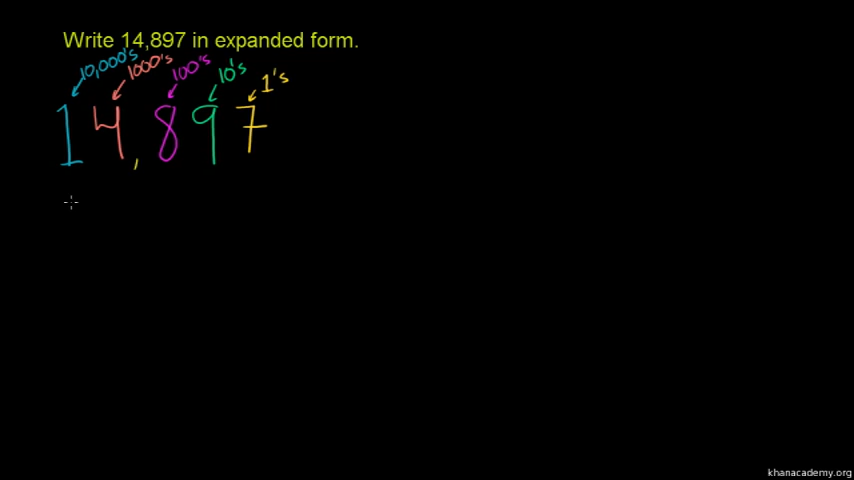 Write 14,897 in expanded form.
10,000's 1000's 100's 10's 1's
14,897
khanacademy.org